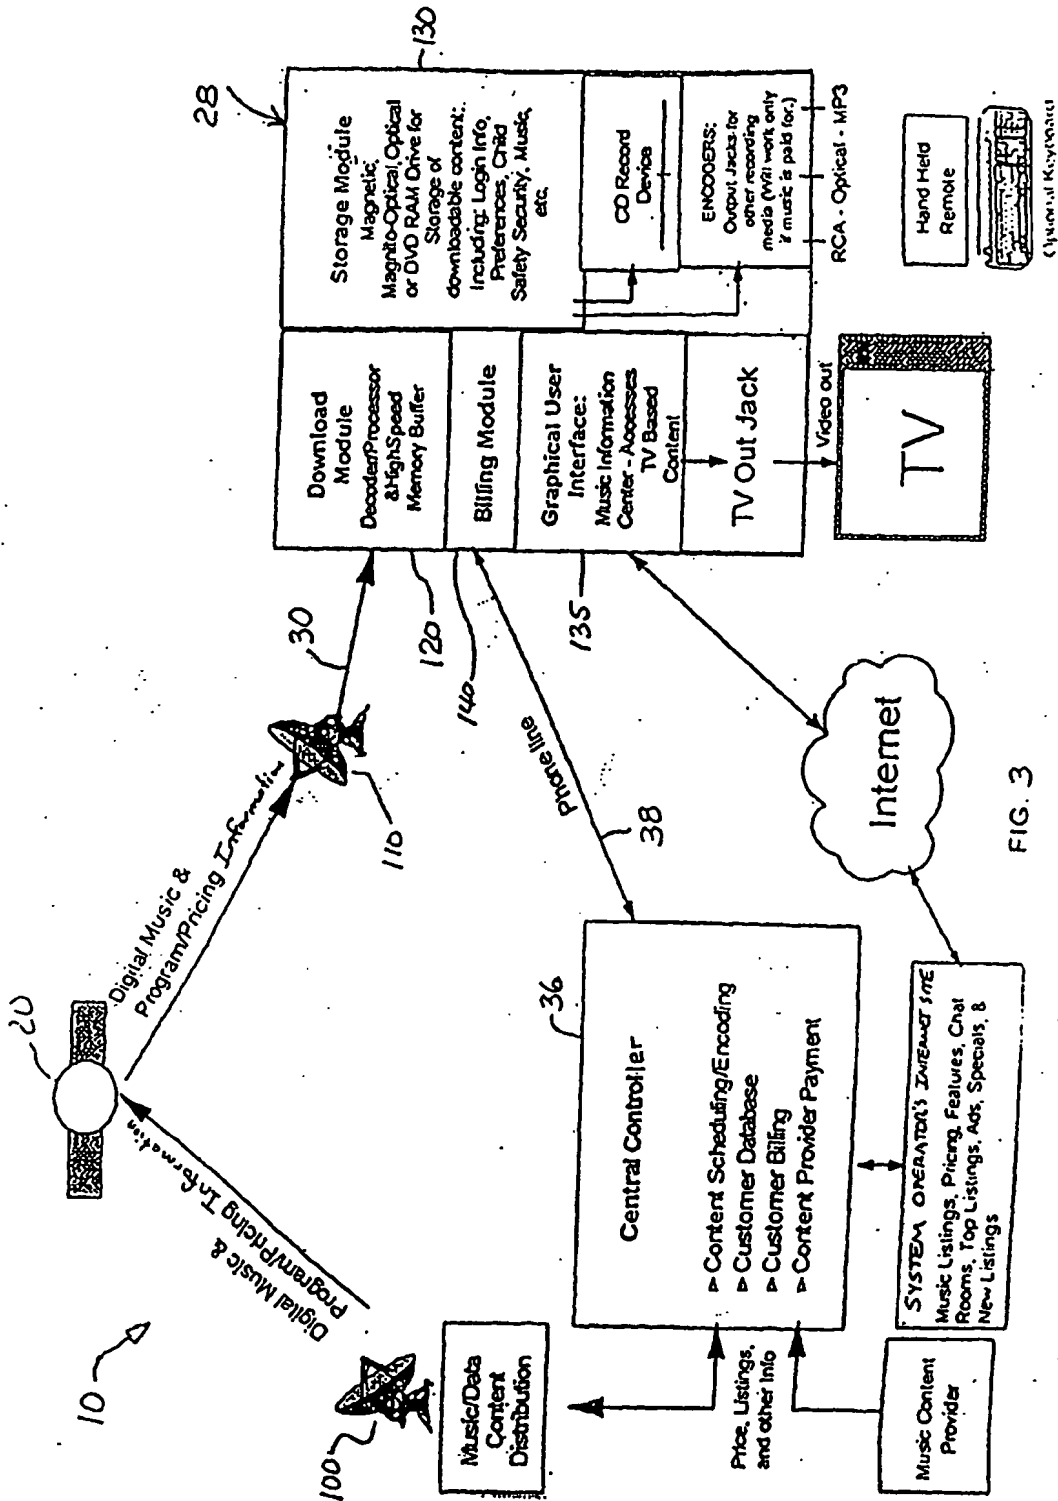 10
20
Digital Music &
Program/Pricing Information
Digital Music &
Program/Pricing Information
100
Music/Data
Content
Distribution
110
30
28
130
Download
Module
Decoder/Processor
& High Speed
Memory Buffer
120
Billing Module
140
Graphical User
Interface:
Music Information
Center - Accesses
TV Based
Content
135
TV Out Jack
Video out
TV
Storage Module
Magnetic,
Magnito-Optical, Optical
or DVD RAM Drive for
Storage of
downloadable content:
Including: Login Info,
Preferences, Child
Safety Security, Music,
etc.
CD Record
Device
ENCODERS:
Output Jacks for
other recording
media (Will work only
if music is paid for.)
RCA - Optical - MP3
Hand Held
Remote
Optional Keyboard
Phone line
38
36
Central Controller
Content Scheduling/Encoding
Customer Database
Customer Billing
Content Provider Payment
Price, Listings,
and other Info
Music Content
Provider
SYSTEM OPERATOR'S INTERNET SITE
Music Listings, Pricing, Features, Chat
Rooms, Top Listings, Ads, Specials, &
New Listings
Internet
FIG. 3